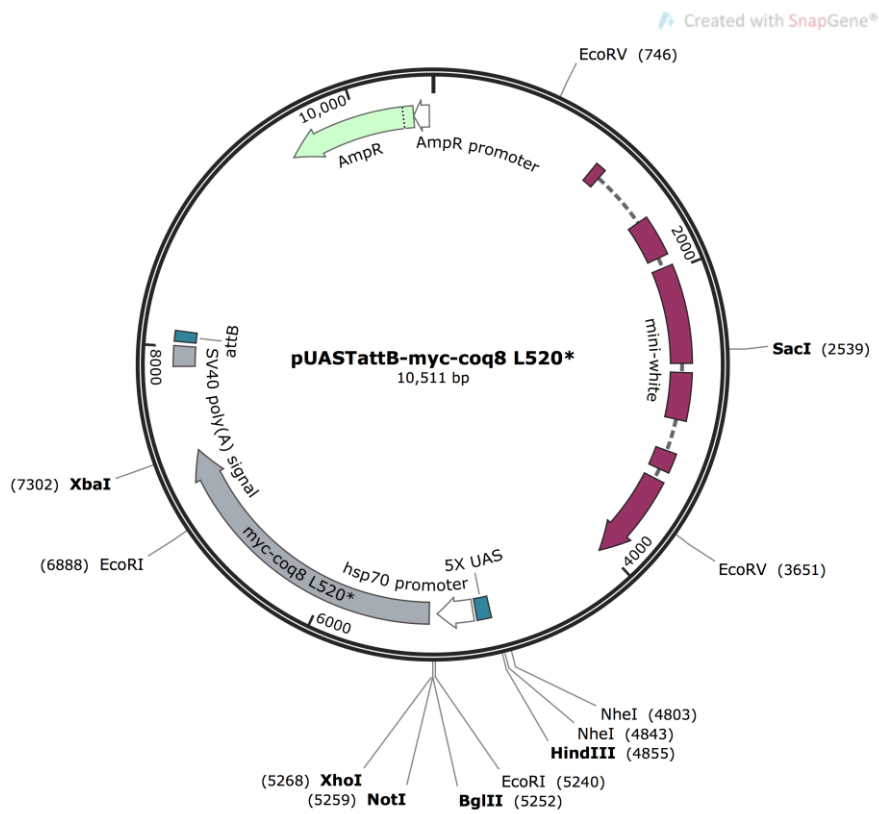 Created with SnapGene®
EcoRV (746)
10,000
AmpR
AmpR promoter
2000
mini-white
SacI (2539)
attB
SV40 poly(A) signal
8000
pUASTattB-myc-coq8 L520*
10,511 bp
(7302) XbaI
(6888) EcoRI
myc-coq8 L520*
hsp70 promoter
5X UAS
4000
EcoRV (3651)
6000
NheI (4803)
NheI (4843)
HindIII (4855)
(5268) XhoI
EcoRI (5240)
(5259) NotI
BglII (5252)